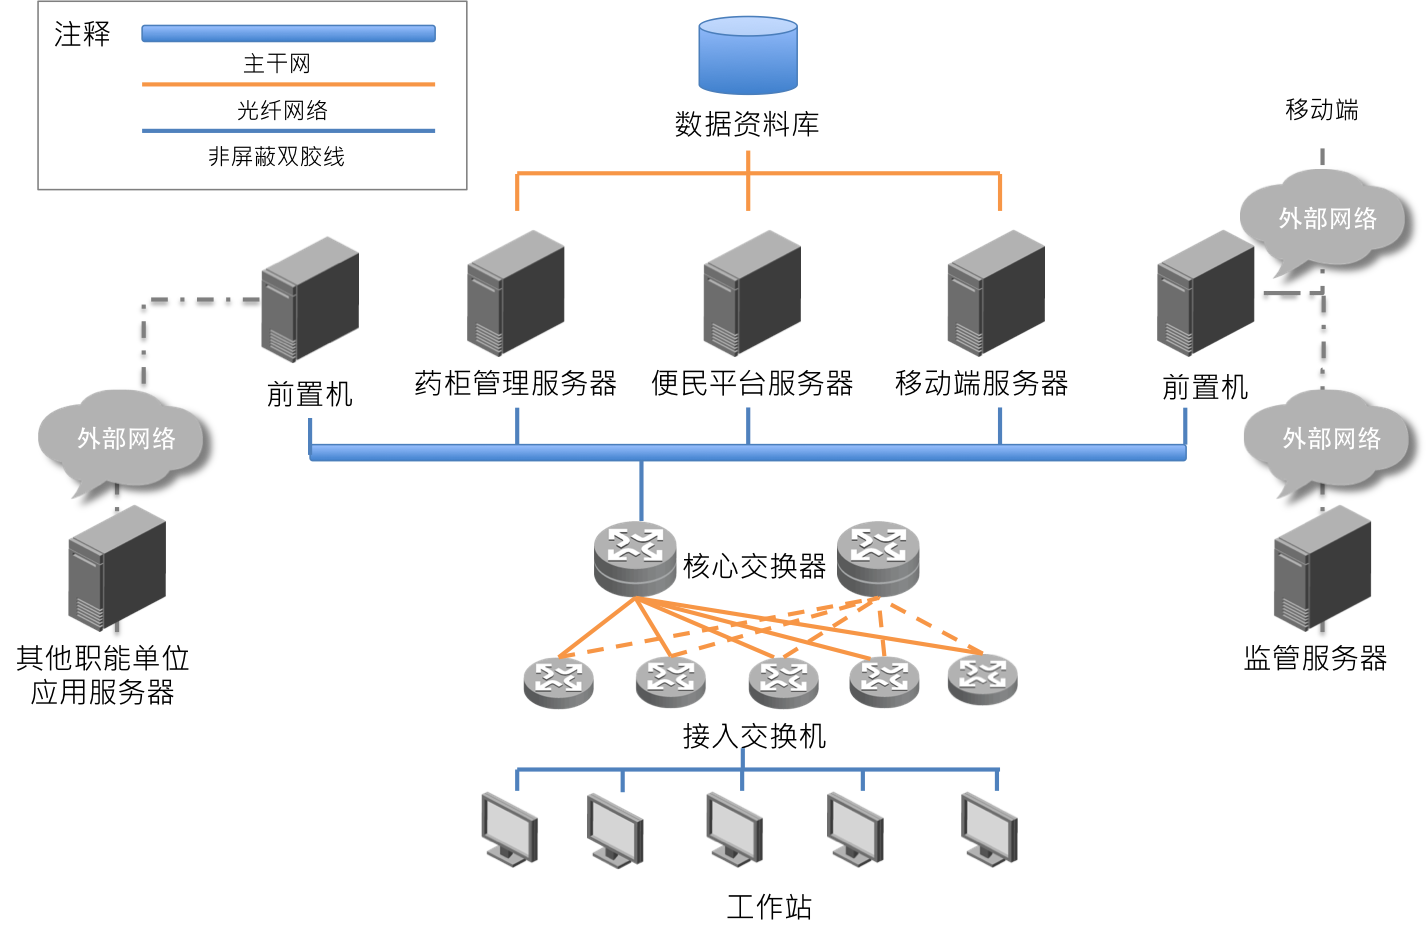 注释
主干网
光纤网络
非屏蔽双胶线
数据资料库
移动端
外部网络
前置机
药柜管理服务器
便民平台服务器
移动端服务器
前置机
外部网络
外部网络
核心交换器
其他职能单位
应用服务器
监管服务器
接入交换机
工作站